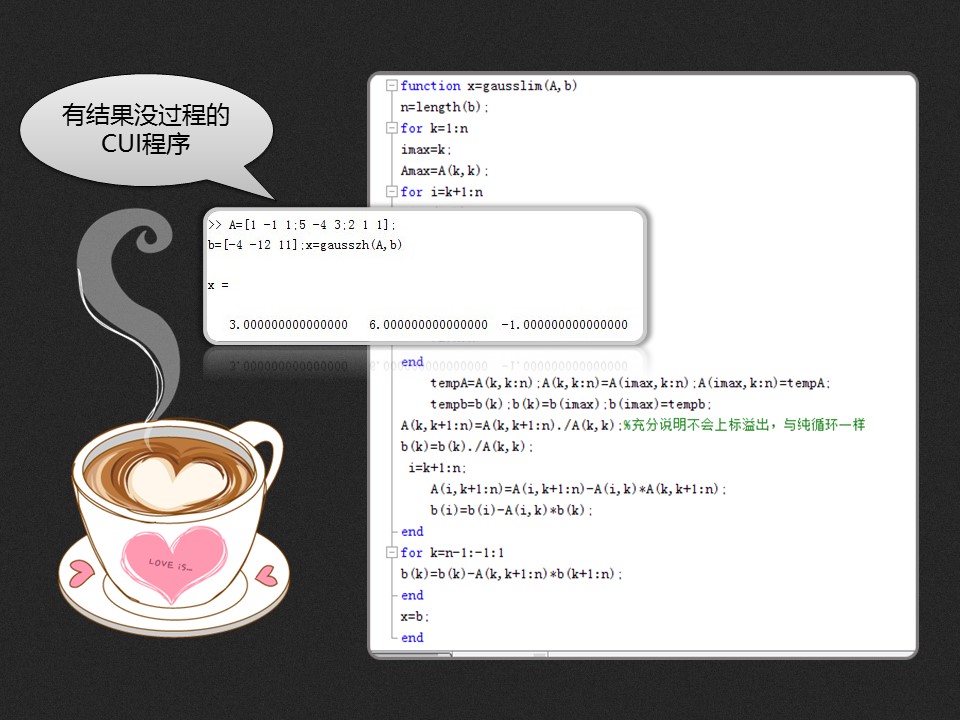 有结果没过程的
CUI程序
function x=gausslim(A,b)
n=length(b);
for k=1:n
imax=k;
Amax=A(k,k);
for i=k+1:n
>> A=[1 -1 1;5 -4 3;2 1 1];
b=[-4 -12 11];x=gausszh(A,b)
x =
3.000000000000000 6.000000000000000 -1.000000000000000
end
tempA=A(k,k:n);A(k,k:n)=A(imax,k:n);A(imax,k:n)=tempA;
tempb=b(k);b(k)=b(imax);b(imax)=tempb;
A(k,k+1:n)=A(k,k+1:n)./A(k,k);%充分说明不会上标溢出，与纯循环一样
b(k)=b(k)./A(k,k);
i=k+1:n;
A(i,k+1:n)=A(i,k+1:n)-A(i,k)*A(k,k+1:n);
b(i)=b(i)-A(i,k)*b(k);
end
for k=n-1:-1:1
b(k)=b(k)-A(k,k+1:n)*b(k+1:n);
end
x=b;
end
LOVE IS...